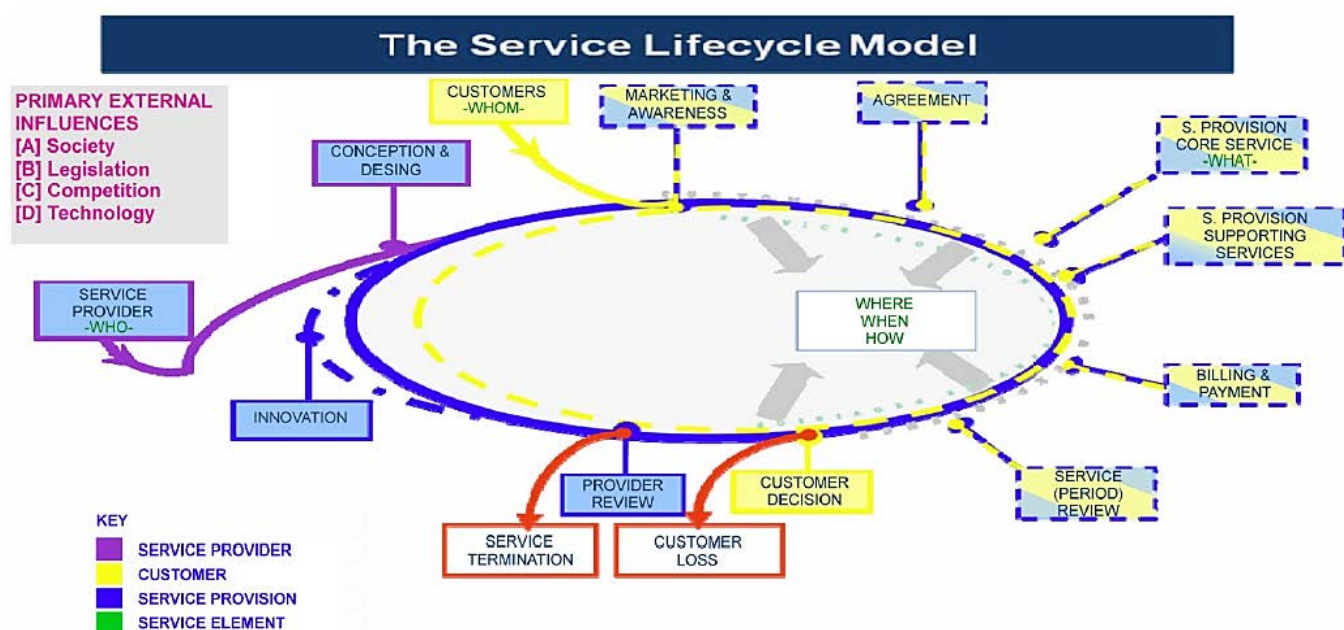 The Service Lifecycle Model
PRIMARY EXTERNAL
INFLUENCES
[A] Society
[B] Legislation
[C] Competition
[D] Technology
CUSTOMERS
-WHOM-
MARKETING &
AWARENESS
AGREEMENT
CONCEPTION &
DESING
S. PROVISION
CORE SERVICE
-WHAT-
S. PROVISION
SUPPORTING
SERVICES
SERVICE
PROVIDER
-WHO-
SERVICE PROVISION
WHERE
WHEN
HOW
INNOVATION
BILLING &
PAYMENT
PROVIDER
REVIEW
CUSTOMER
DECISION
SERVICE
(PERIOD)
REVIEW
SERVICE
TERMINATION
CUSTOMER
LOSS
KEY
SERVICE PROVIDER
CUSTOMER
SERVICE PROVISION
SERVICE ELEMENT